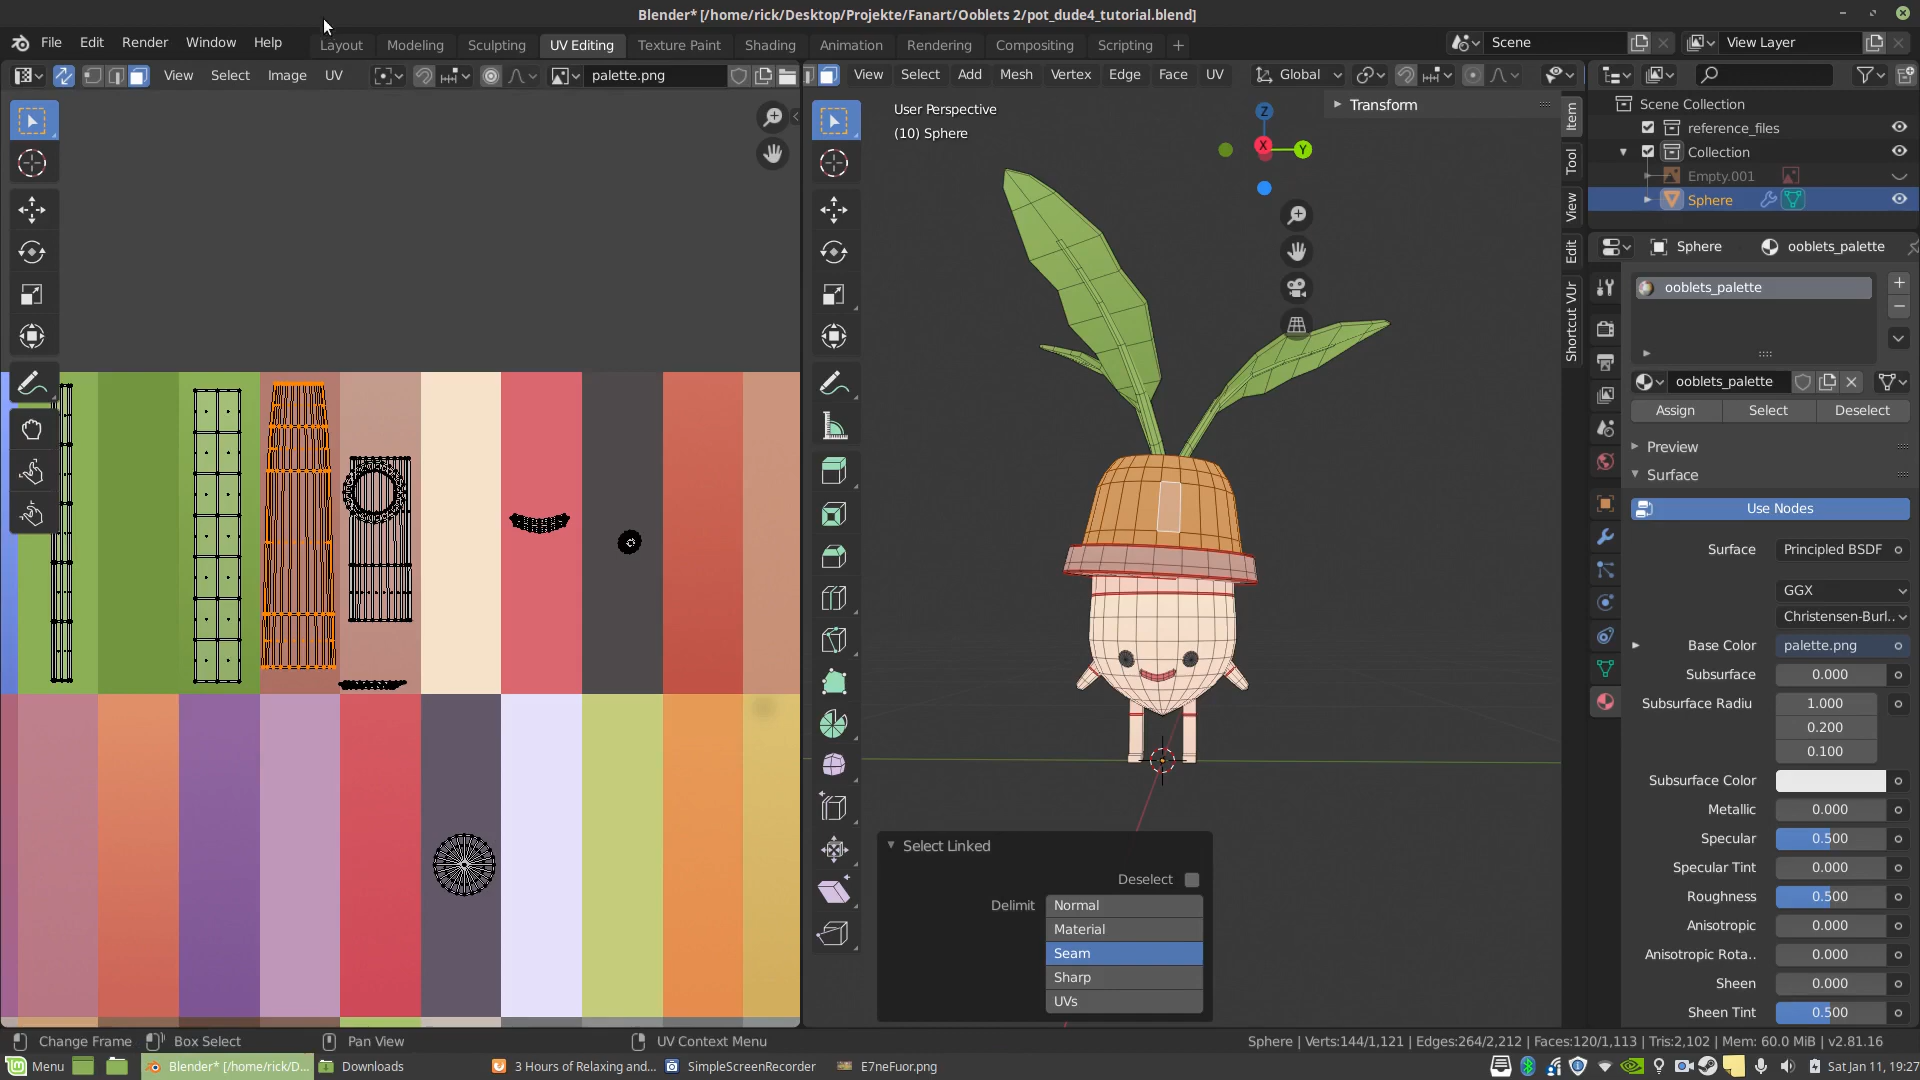 Blender* [/home/rick/Desktop/Projekte/Fanart/Ooblets 2/pot_dude4_tutorial.blend]
File Edit Render Window Help Layout Modeling Sculpting UV Editing Texture Paint Shading Animation Rendering Compositing Scripting + Scene View Layer
View Select Image UV palette.png View Select Add Mesh Vertex Edge Face UV Global
User Perspective
(10) Sphere
Transform
Z
X
Y
Item
Tool
View
Edit
Shortcut VUr
Scene Collection
reference_files
Collection
Empty.001
Sphere
Sphere ooblets_palette
ooblets_palette
ooblets_palette
Assign Select Deselect
Preview
Surface
Use Nodes
Surface Principled BSDF
GGX
Christensen-Burl..
Base Color palette.png
Subsurface 0.000
Subsurface Radiu 1.000
0.200
0.100
Subsurface Color
Metallic 0.000
Specular 0.500
Specular Tint 0.000
Roughness 0.500
Anisotropic 0.000
Anisotropic Rota.. 0.000
Sheen 0.000
Sheen Tint 0.500
Select Linked
Deselect
Delimit Normal
Material
Seam
Sharp
UVs
Change Frame Box Select Pan View UV Context Menu Sphere | Verts:144/1,121 | Edges:264/2,212 | Faces:120/1,113 | Tris:2,102 | Mem: 60.0 MiB | v2.81.16
Menu Blender* [/home/rick/D... Downloads 3 Hours of Relaxing and... SimpleScreenRecorder E7neFuor.png Sat Jan 11, 19:27